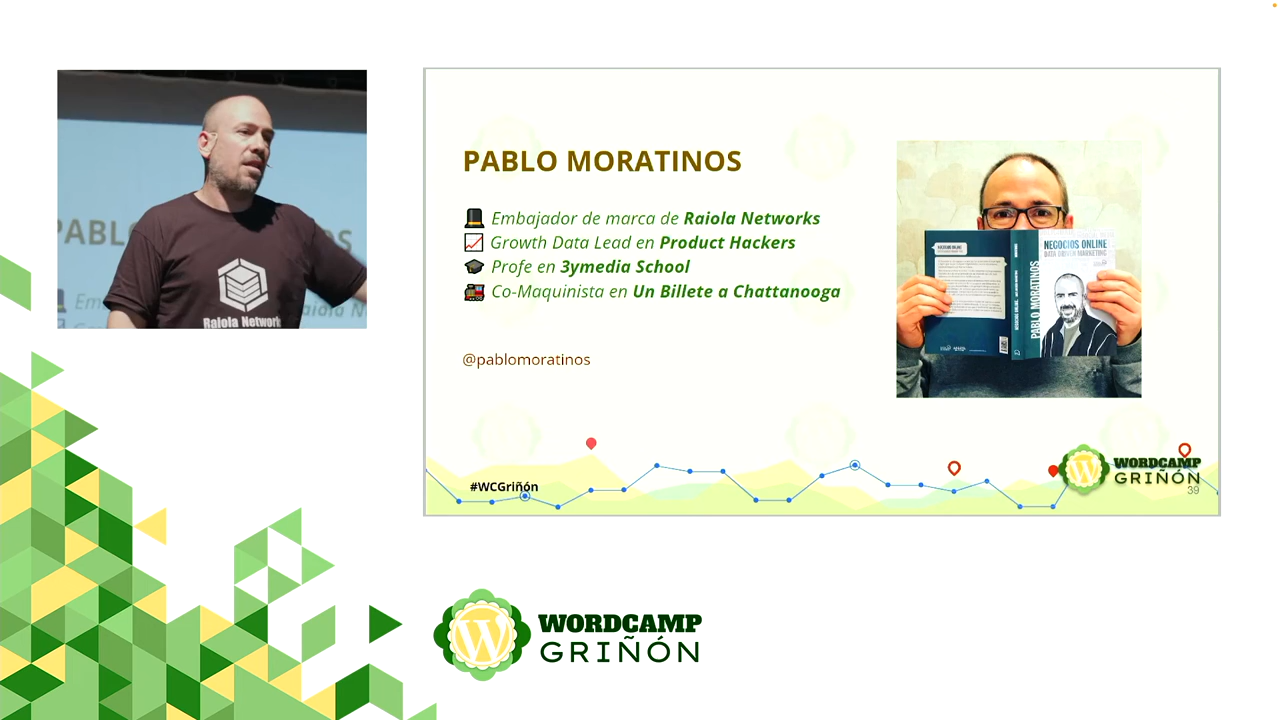 PABLO MORATINOS
Embajador de marca de Raiola Networks
Growth Data Lead en Product Hackers
Profe en 3ymedia School
Co-Maquinista en Un Billete a Chattanooga
@pablomoratinos
#WCGriñón
WORDCAMP
GRIÑÓN
39
NEGOCIOS ONLINE
DATA DRIVEN MARKETING
PABLO MORATINOS
NEGOCIOS ONLINE
Raiola Network
WORDCAMP
GRIÑÓN